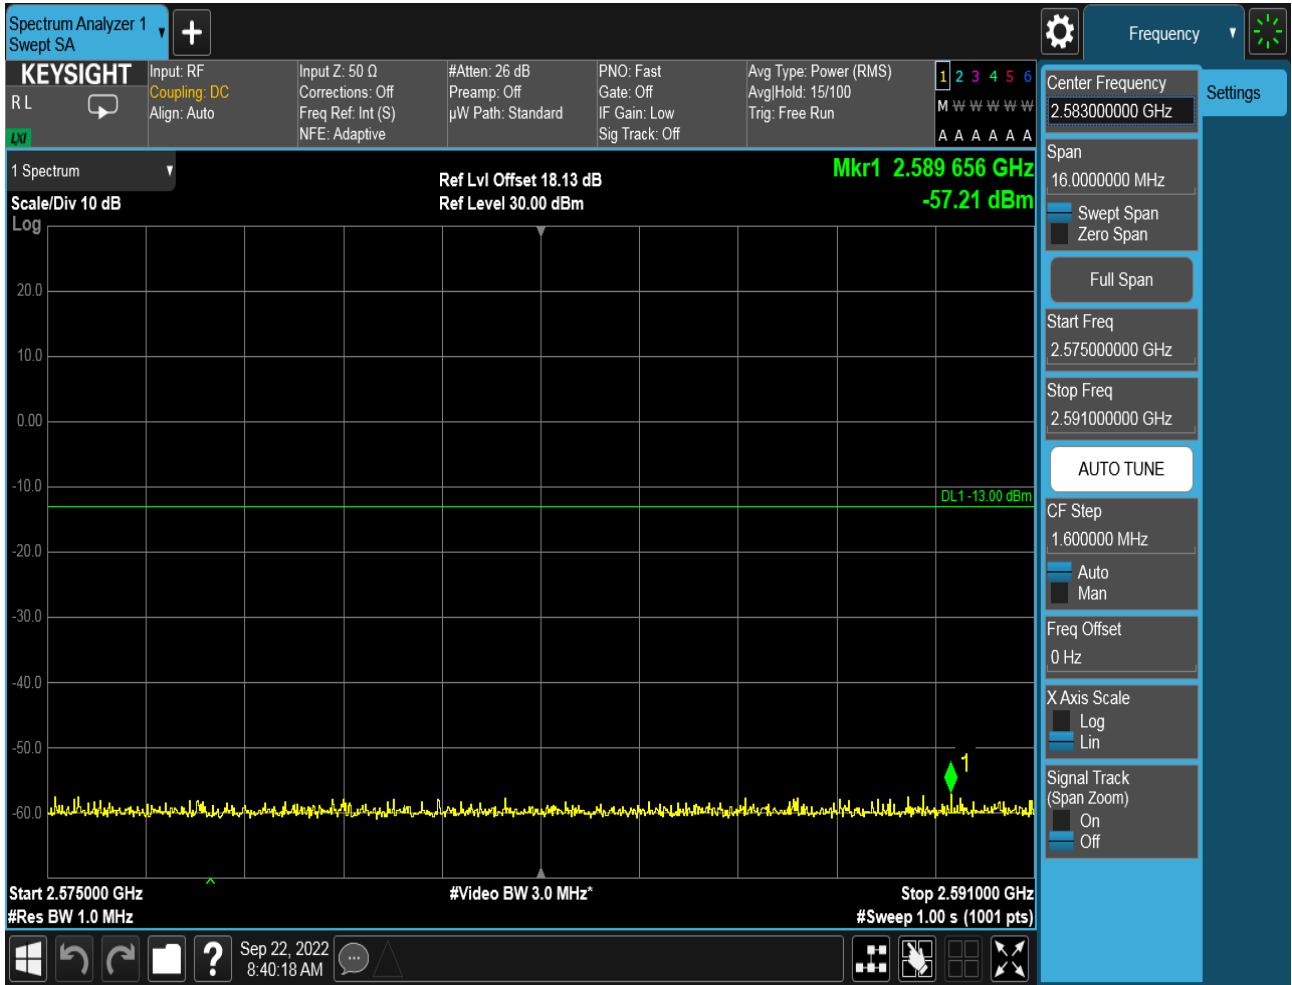 Spectrum Analyzer 1
Swept SA
+
Frequency
KEYSIGHT
R L
LXI
Input: RF
Coupling: DC
Align: Auto
Input Z: 50 Ω
Corrections: Off
Freq Ref: Int (S)
NFE: Adaptive
#Atten: 26 dB
Preamp: Off
µW Path: Standard
PNO: Fast
Gate: Off
IF Gain: Low
Sig Track: Off
Avg Type: Power (RMS)
Avg|Hold: 15/100
Trig: Free Run
1 2 3 4 5 6
M W W W W W
A A A A A A
1 Spectrum
Scale/Div 10 dB
Log
Ref Lvl Offset 18.13 dB
Ref Level 30.00 dBm
Mkr1 2.589 656 GHz
-57.21 dBm
20.0
10.0
0.00
-10.0
-20.0
-30.0
-40.0
-50.0
-60.0
DL1 -13.00 dBm
1
Start 2.575000 GHz
#Res BW 1.0 MHz
#Video BW 3.0 MHz*
Stop 2.591000 GHz
#Sweep 1.00 s (1001 pts)
Center Frequency
2.583000000 GHz
Settings
Span
16.0000000 MHz
Swept Span
Zero Span
Full Span
Start Freq
2.575000000 GHz
Stop Freq
2.591000000 GHz
AUTO TUNE
CF Step
1.600000 MHz
Auto
Man
Freq Offset
0 Hz
X Axis Scale
Log
Lin
Signal Track
(Span Zoom)
On
Off
?
Sep 22, 2022
8:40:18 AM